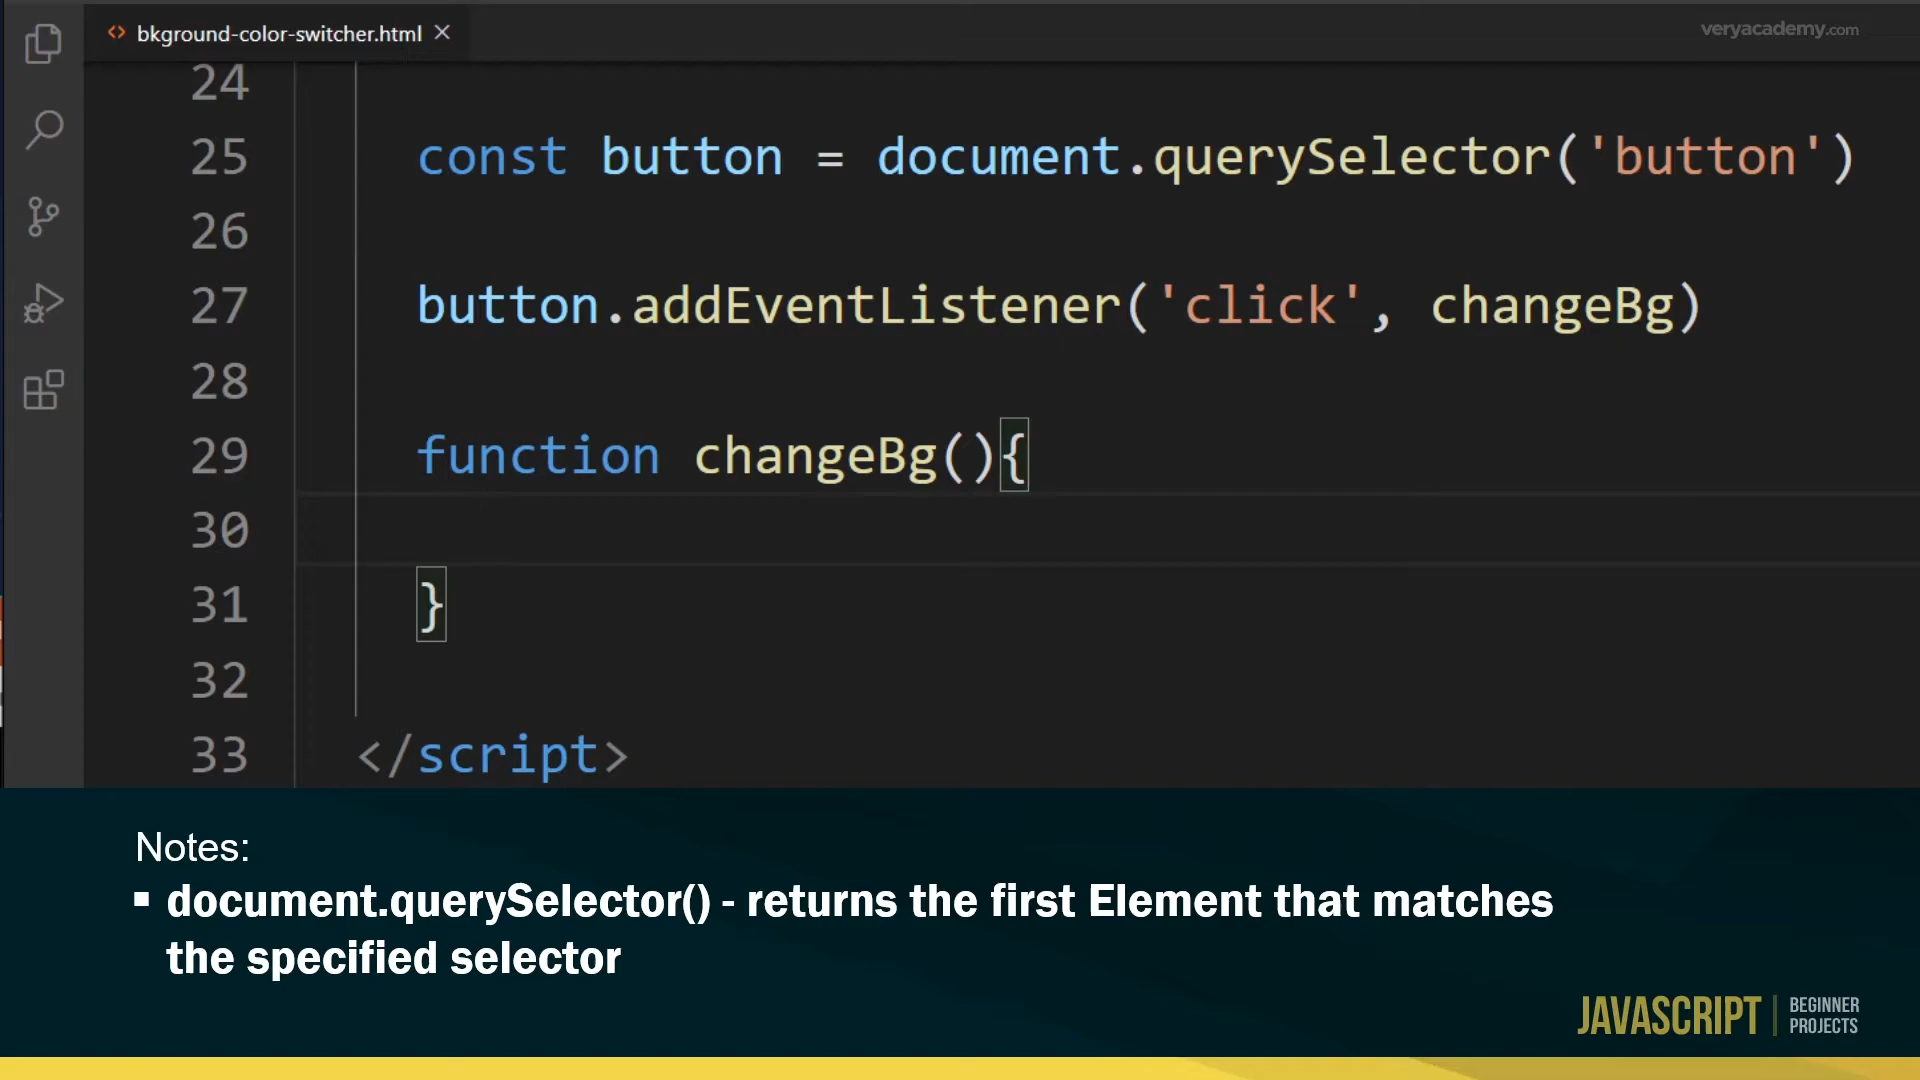 bkground-color-switcher.html
veryacademy.com
24
25 const button = document.querySelector('button')
26
27 button.addEventListener('click', changeBg)
28
29 function changeBg(){
30
31 }
32
33 </script>
Notes:
▪ document.querySelector() - returns the first Element that matches
the specified selector
JAVASCRIPT | BEGINNER
PROJECTS